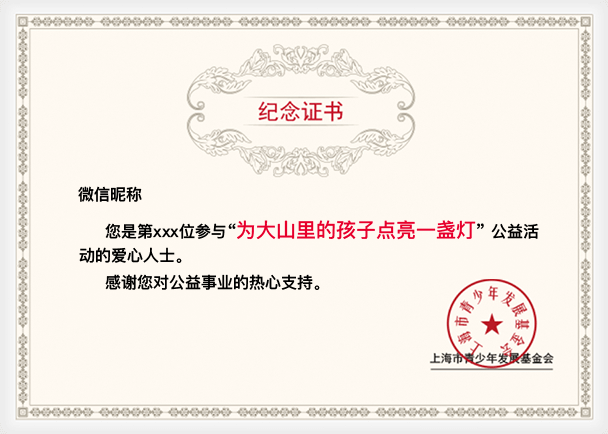 纪念证书
微信昵称
您是第xxx位参与“为大山里的孩子点亮一盏灯”公益活
动的爱心人士。
感谢您对公益事业的热心支持。
上海市青少年发展基金会
上海市青少年发展基金会